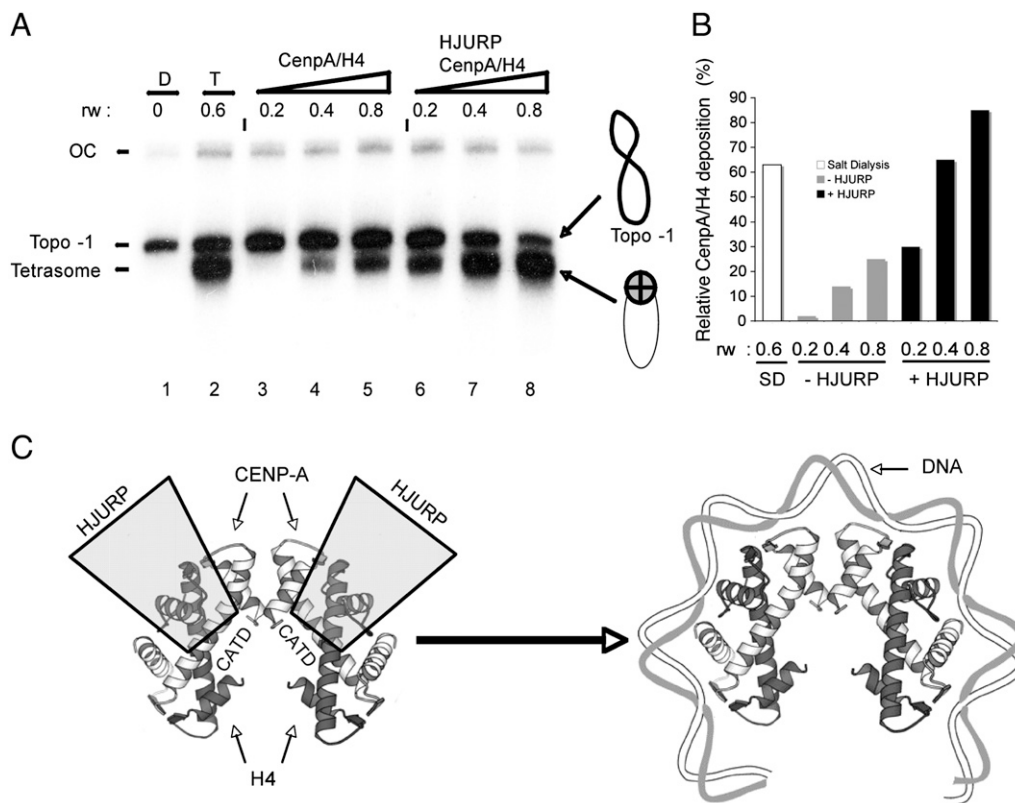 A
D T CenpA/H4 HJURP CenpA/H4
rw : 0 0.6 0.2 0.4 0.8 0.2 0.4 0.8
OC
Topo -1
Tetrasome
Topo -1
1 2 3 4 5 6 7 8
B
Relative CenpA/H4 deposition (%)
90
80
70
60
50
40
30
20
10
0
Salt Dialysis
- HJURP
+ HJURP
rw : 0.6 0.2 0.4 0.8 0.2 0.4 0.8
SD - HJURP + HJURP
C
HJURP CENP-A HJURP
CATD CATD
H4
DNA